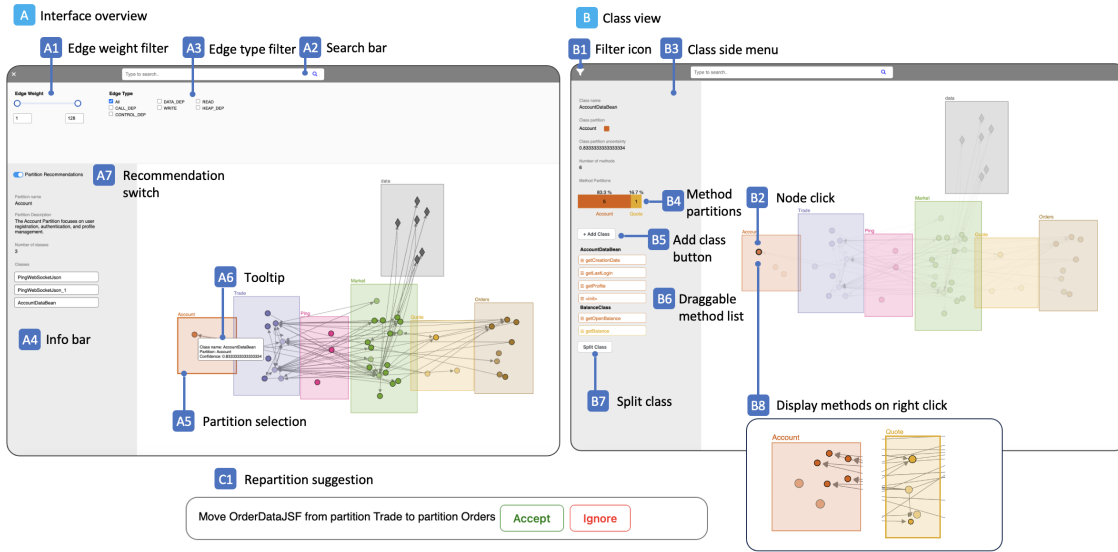 A Interface overview
A1 Edge weight filter
A3 Edge type filter
A2 Search bar
×
Type to search..
Edge Weight
1
128
Edge Type
All
DATA_DEP
READ
CALL_DEP
WRITE
HEAP_DEP
CONTROL_DEP
Partition Recommendations
A7 Recommendation
switch
Partition name
Account
Partition Description
The Account Partition focuses on user
registration, authentication, and profile
management.
Number of classes
3
Classes
PingWebSocketJson
PingWebSocketJson_1
AccountDataBean
A4 Info bar
A6 Tooltip
data
Trade
Market
Account
Ping
Quote
Orders
Class name: AccountDataBean
Partition: Account
Confidence: 0.8333333333333334
A5 Partition selection
B Class view
B1 Filter icon
B3 Class side menu
Type to search..
Class name
AccountDataBean
Class partition
Account
Class partition uncertainty
0.8333333333333334
Number of methods
6
Method Partitions
83.3 %
16.7 %
5
1
Account
Quote
B4 Method
partitions
+ Add Class
B5 Add class
button
AccountDataBean
getCreationDate
getLastLogin
getProfile
<init>
BalanceClass
getOpenBalance
getBalance
B6 Draggable
method list
Split Class
B7 Split class
B2 Node click
data
Trade
Market
Account
Ping
Quote
Orders
B8 Display methods on right click
Account
Quote
C1 Repartition suggestion
Move OrderDataJSF from partition Trade to partition Orders
Accept
Ignore